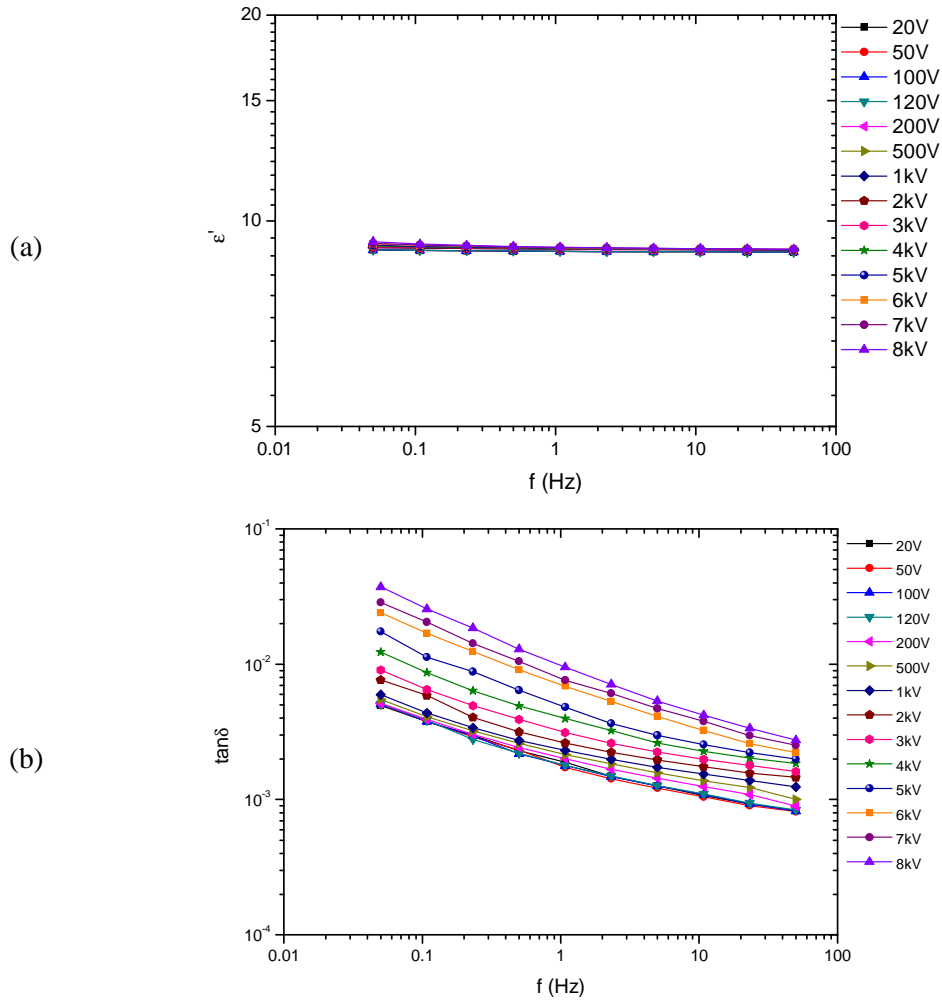 (a)
ε'
20
15
10
5
0.01
0.1
1
10
100
f (Hz)
20V
50V
100V
120V
200V
500V
1kV
2kV
3kV
4kV
5kV
6kV
7kV
8kV
(b)
tanδ
10⁻¹
10⁻²
10⁻³
10⁻⁴
0.01
0.1
1
10
100
f (Hz)
20V
50V
100V
120V
200V
500V
1kV
2kV
3kV
4kV
5kV
6kV
7kV
8kV